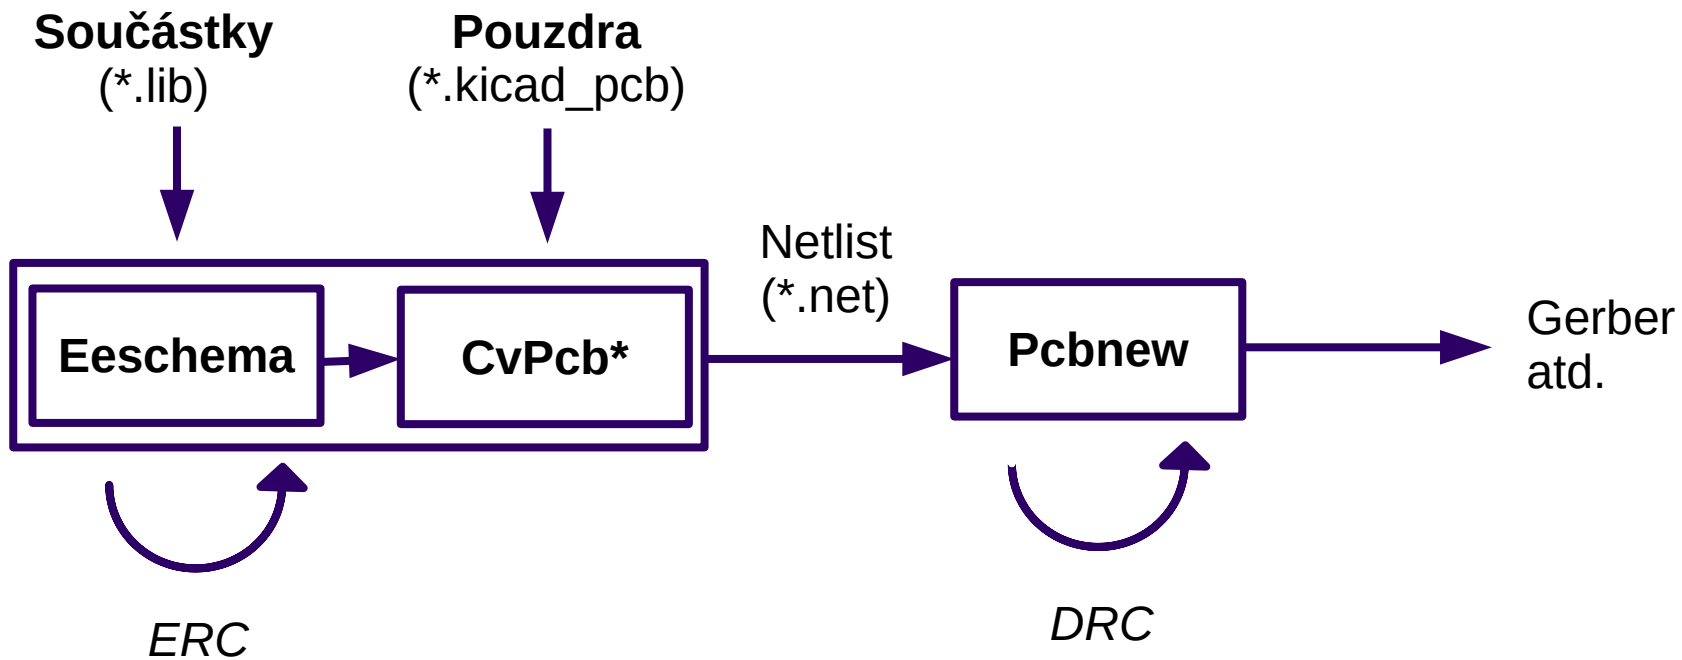 Součástky
(*.lib)
Pouzdra
(*.kicad_pcb)
Netlist
(*.net)
Eeschema
CvPcb*
Pcbnew
Gerber
atd.
ERC
DRC